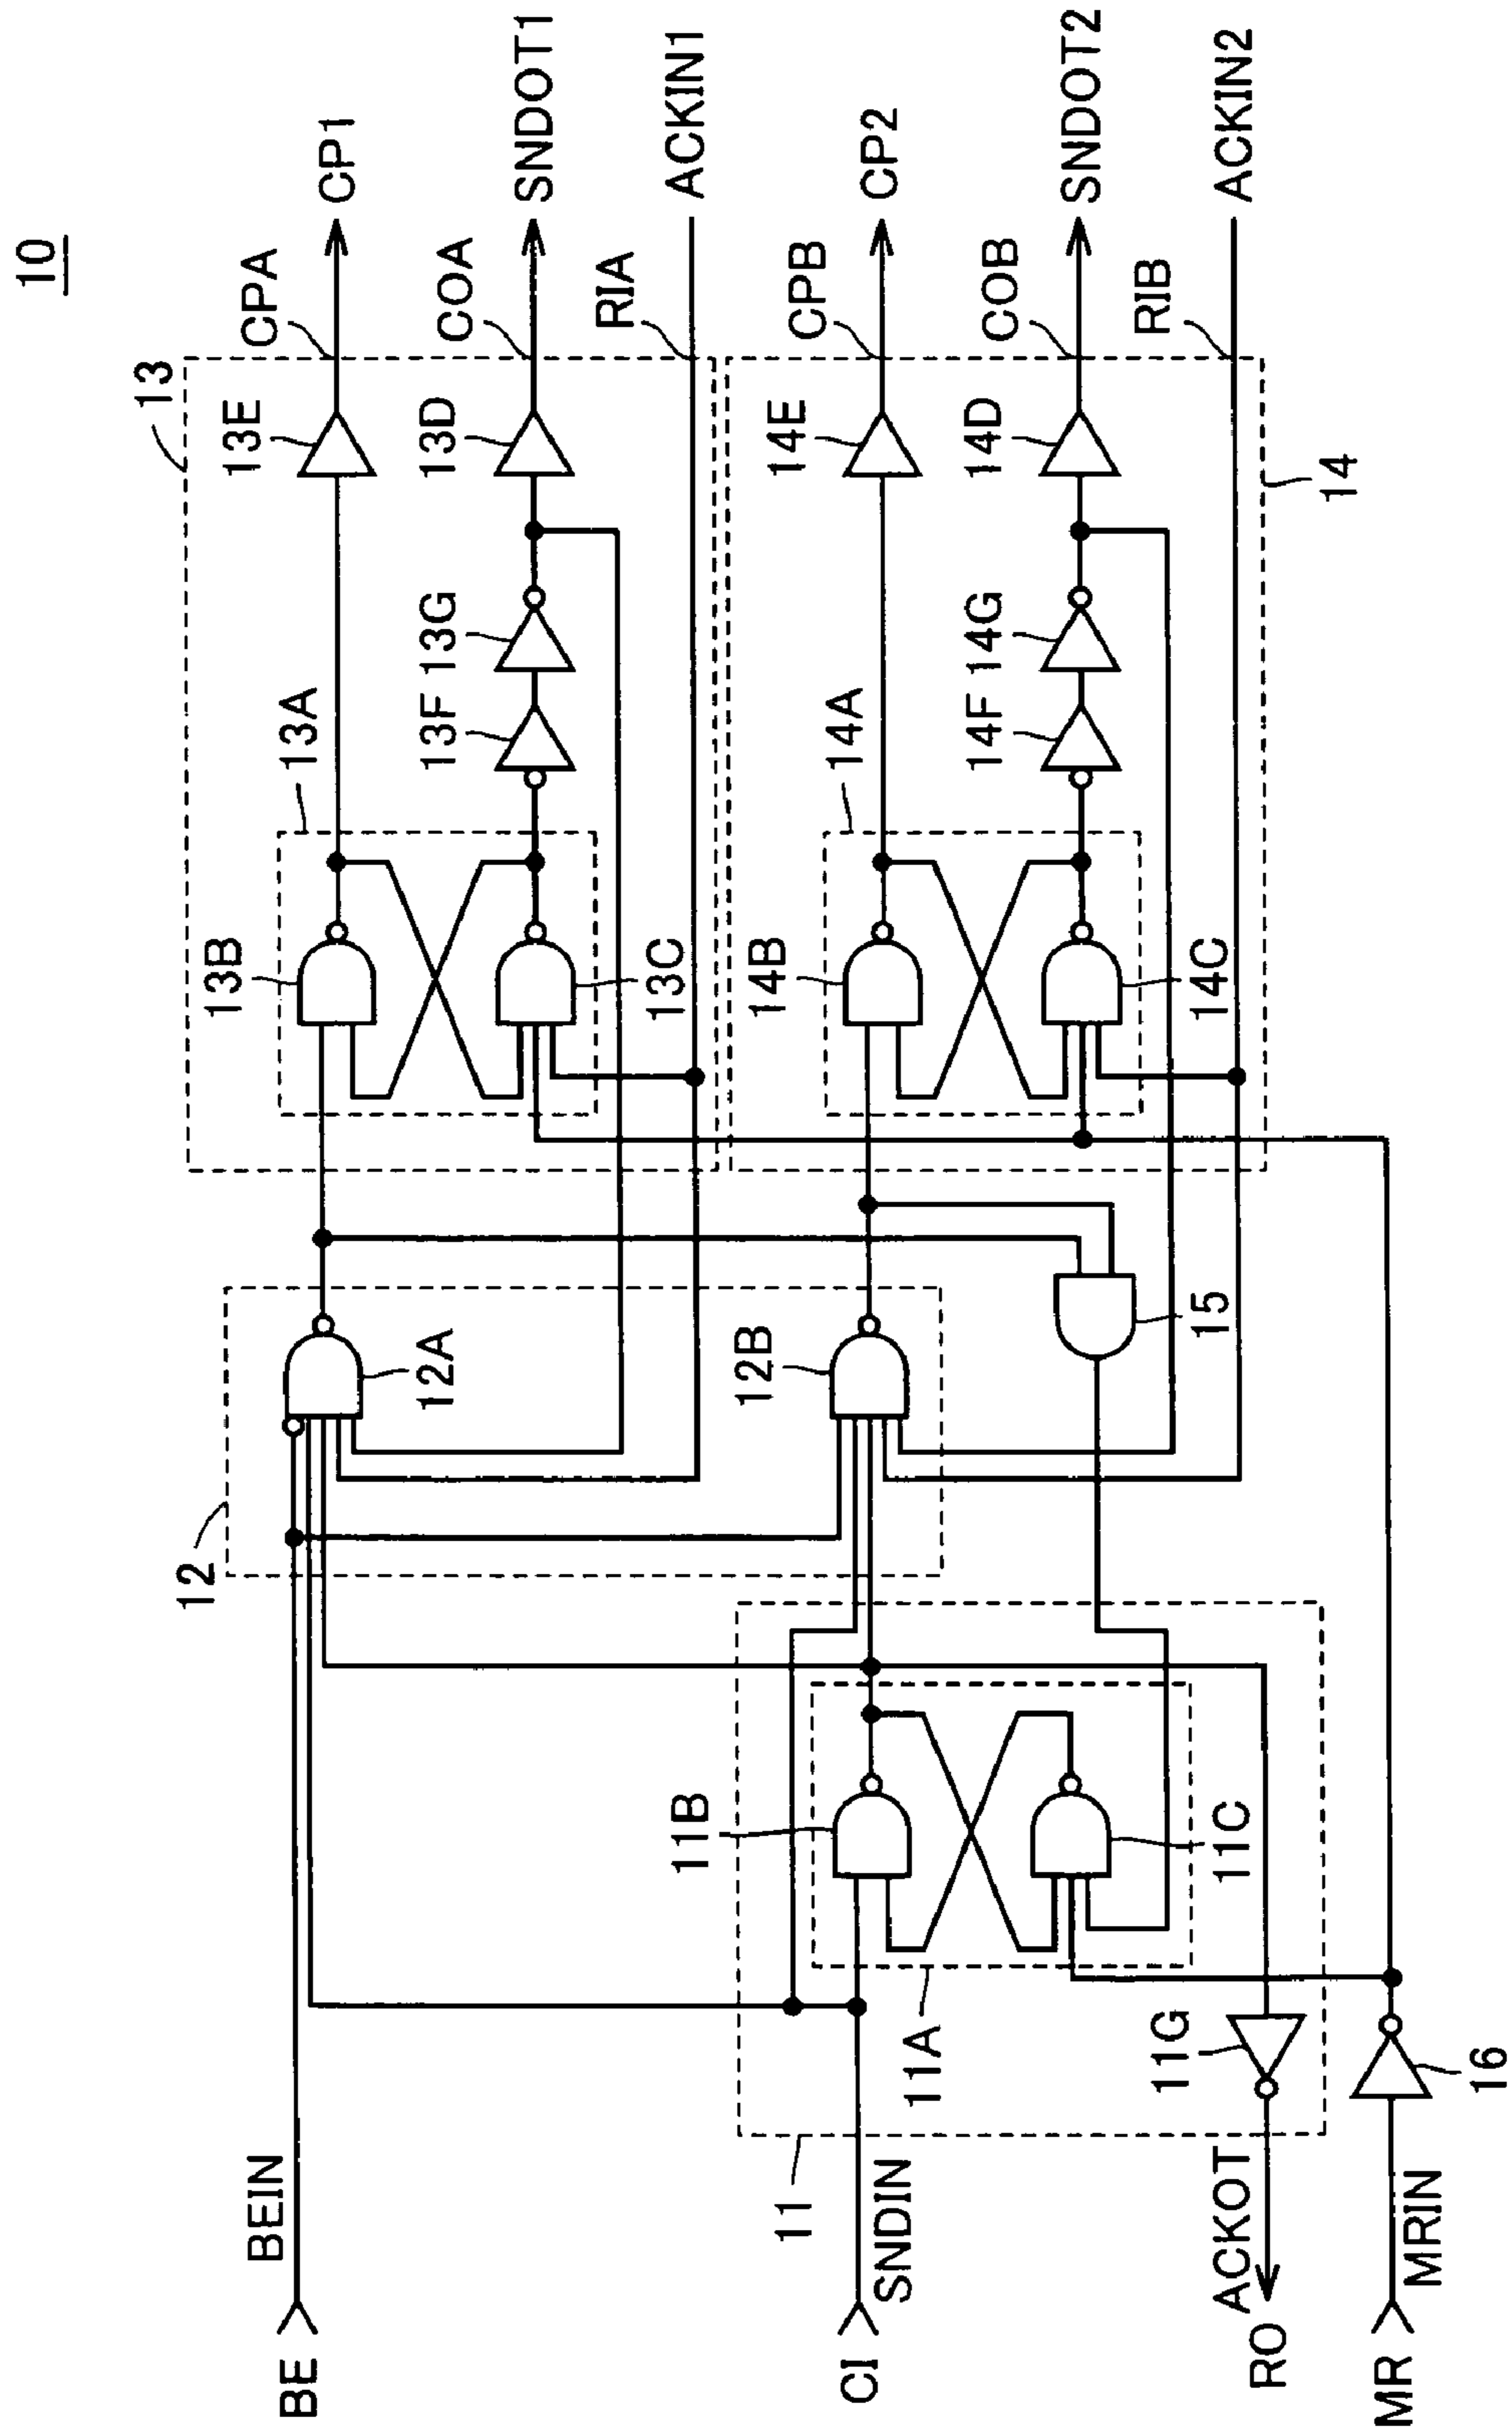 10
13
CPA
CP1
13E
13A
13B
COA
SNDOT1
13D
13G
13F
13C
RIA
ACKIN1
12
12A
12B
CPB
CP2
14E
14A
14B
COB
SNDOT2
14D
14G
14F
14C
RIB
ACKIN2
14
15
BE
BEIN
11B
11C
11A
11G
11
CI
SNDIN
RO
ACKOT
MR
MRIN
16